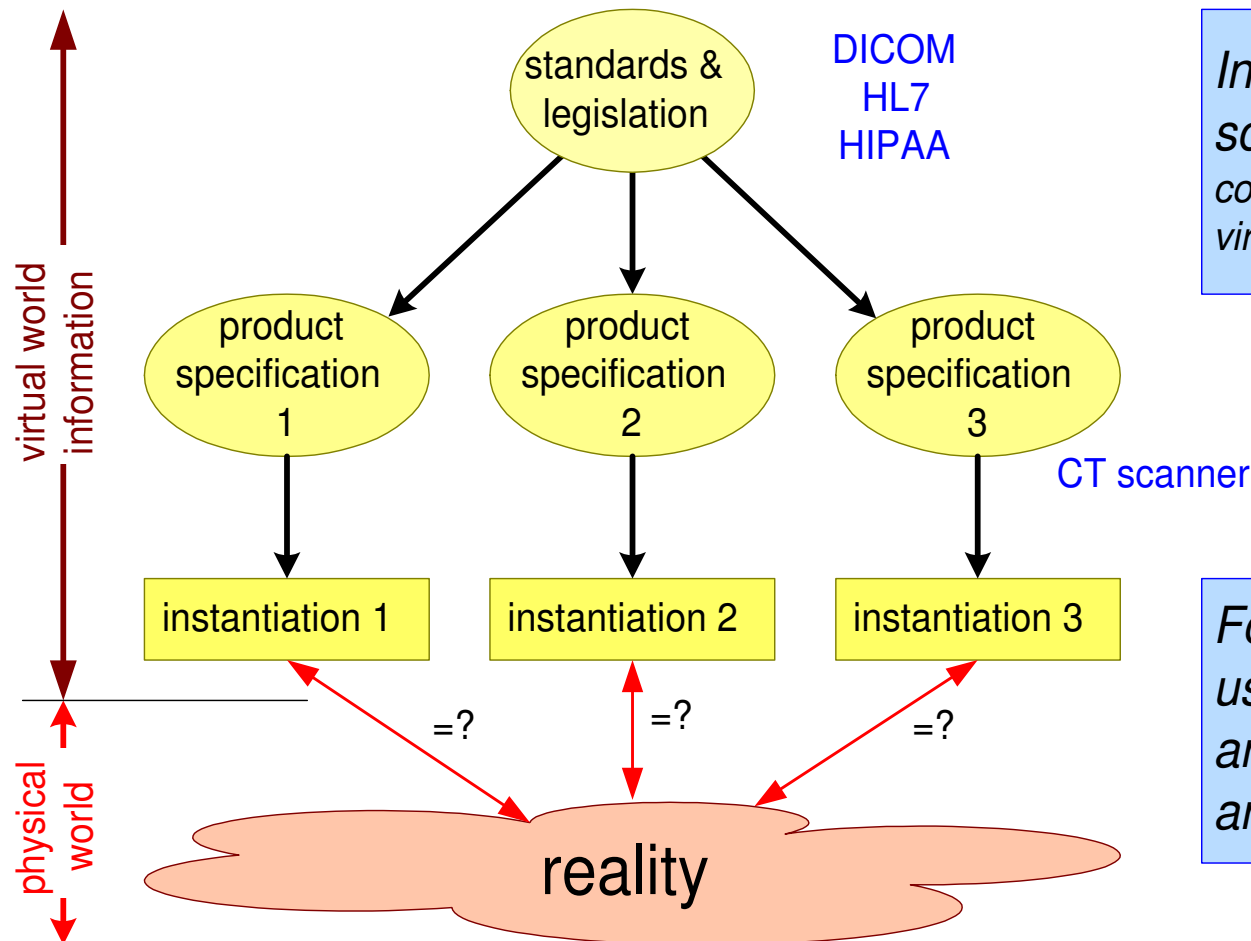 standards &
legislation
DICOM
HL7
HIPAA
virtual world
information
product
specification
1
product
specification
2
product
specification
3
CT scanner
instantiation 1
instantiation 2
instantiation 3
=?
=?
=?
physical
world
reality